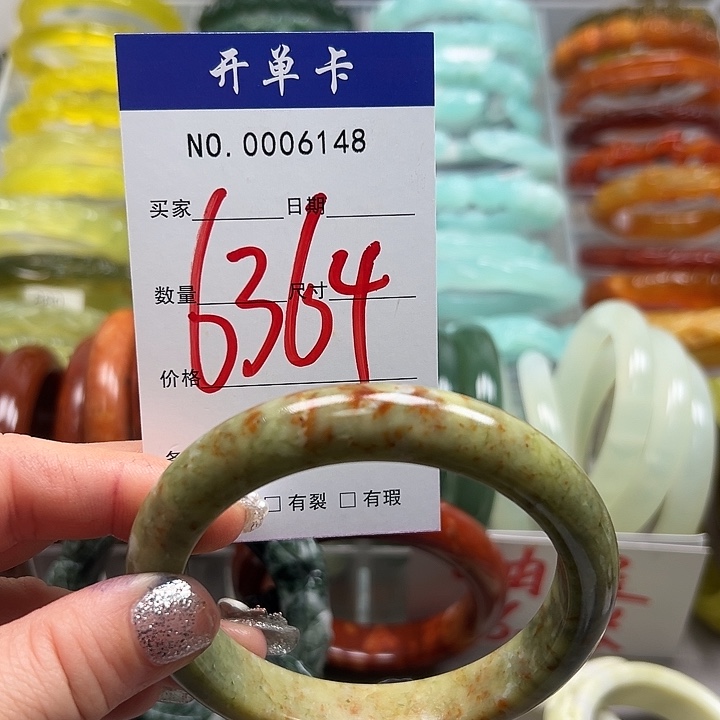 开单卡
NO. 0006148
买家 日期
6364
数量 尺寸
价格
□ 有裂 □ 有瑕